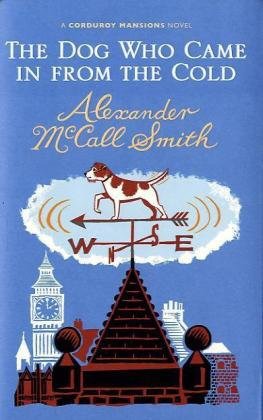 A CORDUROY MANSIONS NOVEL
THE DOG WHO CAME
IN FROM THE COLD
Alexander
McCall Smith
W S E